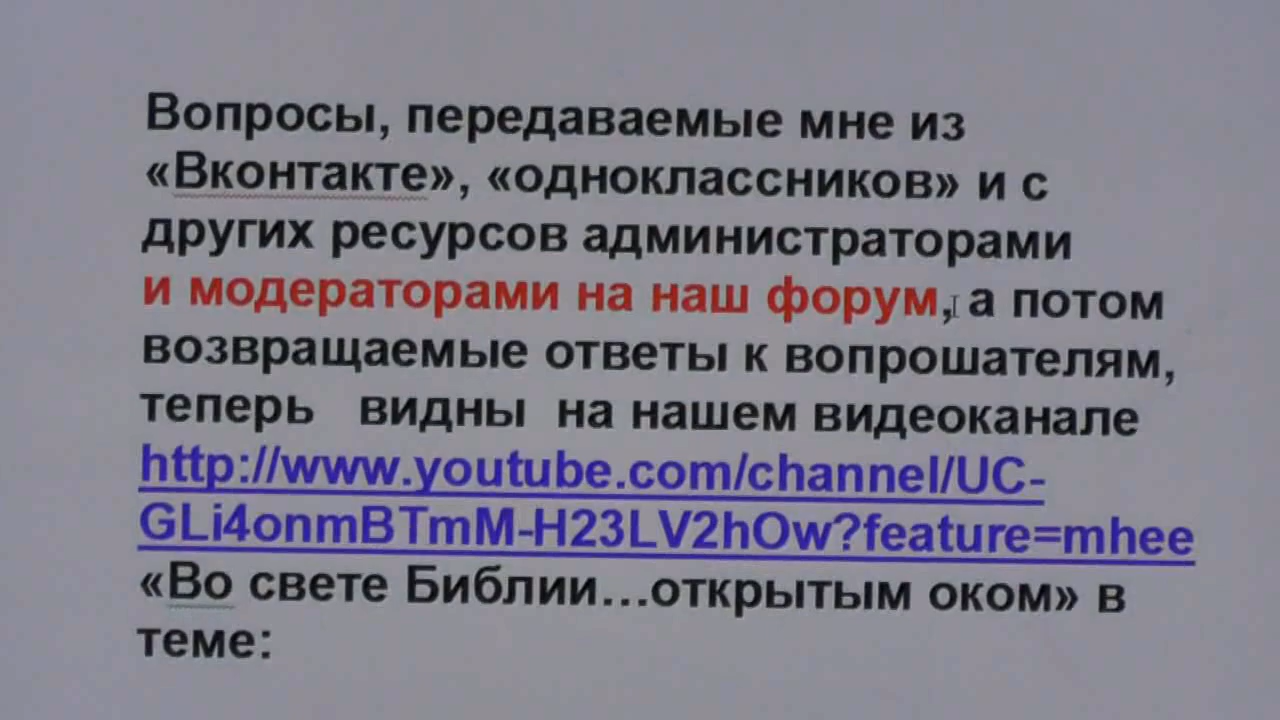 Вопросы, передаваемые мне из
«Вконтакте», «одноклассников» и с
других ресурсов администраторами
и модераторами на наш форум, а потом
возвращаемые ответы к вопрошателям,
теперь видны на нашем видеоканале
http://www.youtube.com/channel/UC-
GLi4onmBTmM-H23LV2hOw?feature=mhee
«Во свете Библии...открытым оком» в
теме: